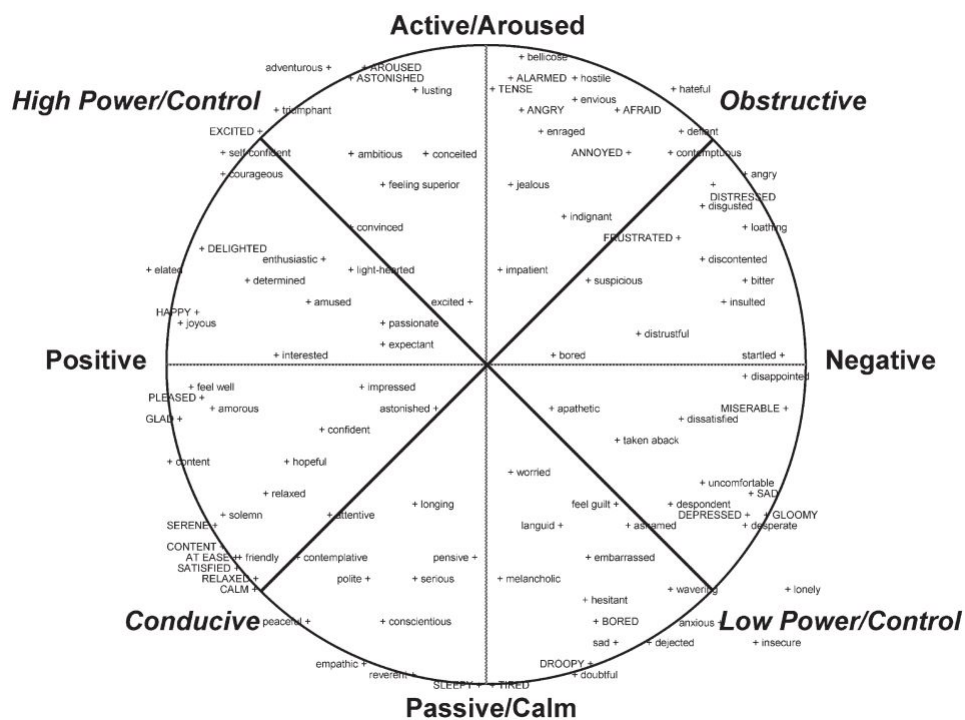 Active/Aroused
+ bellicose
adventurous +
+ AROUSED
+ ASTONISHED
+ ALARMED
+ hostile
+ lusting
+ TENSE
+ hateful
High Power/Control
+ envious
Obstructive
+ triumphant
+ ANGRY
+ AFRAID
EXCITED +
+ enraged
+ defiant
+ self-confident
+ ambitious
+ conceited
ANNOYED +
+ contemptuous
+ courageous
+ angry
+ feeling superior
+ jealous
+
DISTRESSED
+ disgusted
+ indignant
+ convinced
+ loathing
FRUSTRATED +
+ DELIGHTED
enthusiastic +
+ discontented
+ elated
+ light-hearted
+ impatient
+ determined
+ suspicious
+ bitter
+ amused
excited +
+ insulted
HAPPY +
+ joyous
+ passionate
+ distrustful
+ expectant
Positive
+ interested
+ bored
startled +
Negative
+ disappointed
+ feel well
+ impressed
PLEASED +
+ amorous
astonished +
+ apathetic
MISERABLE +
GLAD +
+ dissatisfied
+ confident
+ taken aback
+ content
+ hopeful
+ worried
+ uncomfortable
+ relaxed
+ SAD
+ longing
feel guilt +
+ despondent
+ solemn
+ attentive
DEPRESSED +
+ GLOOMY
SERENE +
languid +
+ ashamed
+ desperate
CONTENT +
AT EASE +
+ friendly
+ contemplative
pensive +
+ embarrassed
SATISFIED +
RELAXED +
polite +
+ serious
+ melancholic
CALM +
+ wavering
+ lonely
+ hesitant
Conducive
peaceful +
+ conscientious
+ BORED
anxious +
Low Power/Control
sad +
+ dejected
+ insecure
empathic +
DROOPY +
reverent +
+ doubtful
SLEEPY +
+ TIRED
Passive/Calm